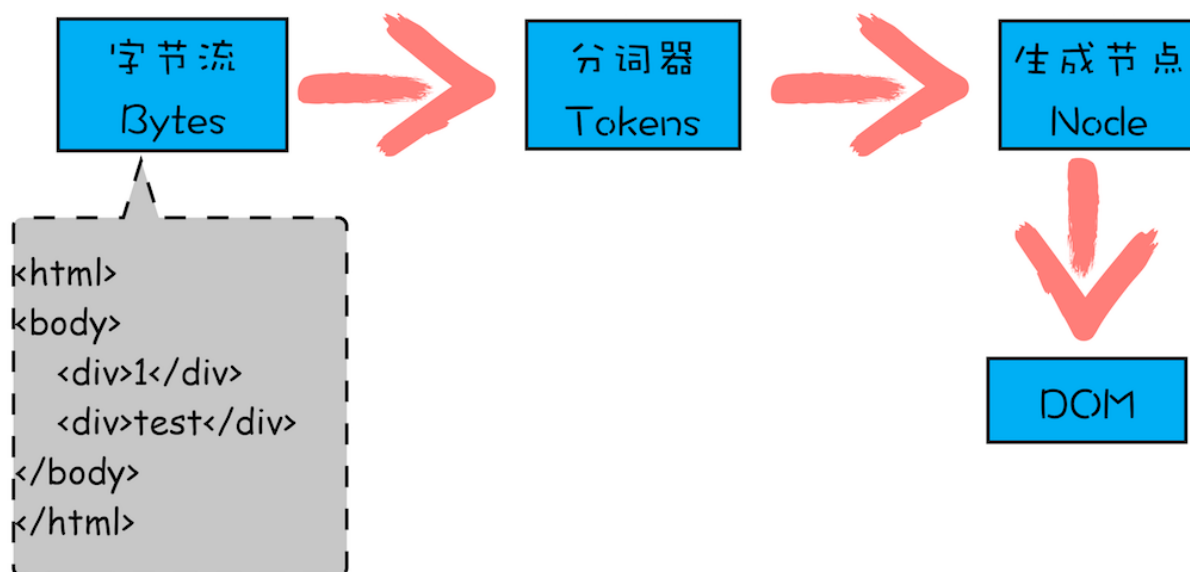 字节流
Bytes
分词器
Tokens
生成节点
Node
<html>
<body>
<div>1</div>
<div>test</div>
</body>
</html>
DOM